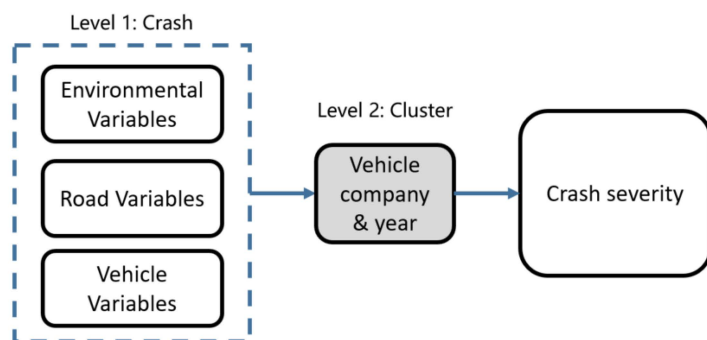 Level 1: Crash
Environmental
Variables
Road Variables
Vehicle
Variables
Level 2: Cluster
Vehicle
company
& year
Crash severity